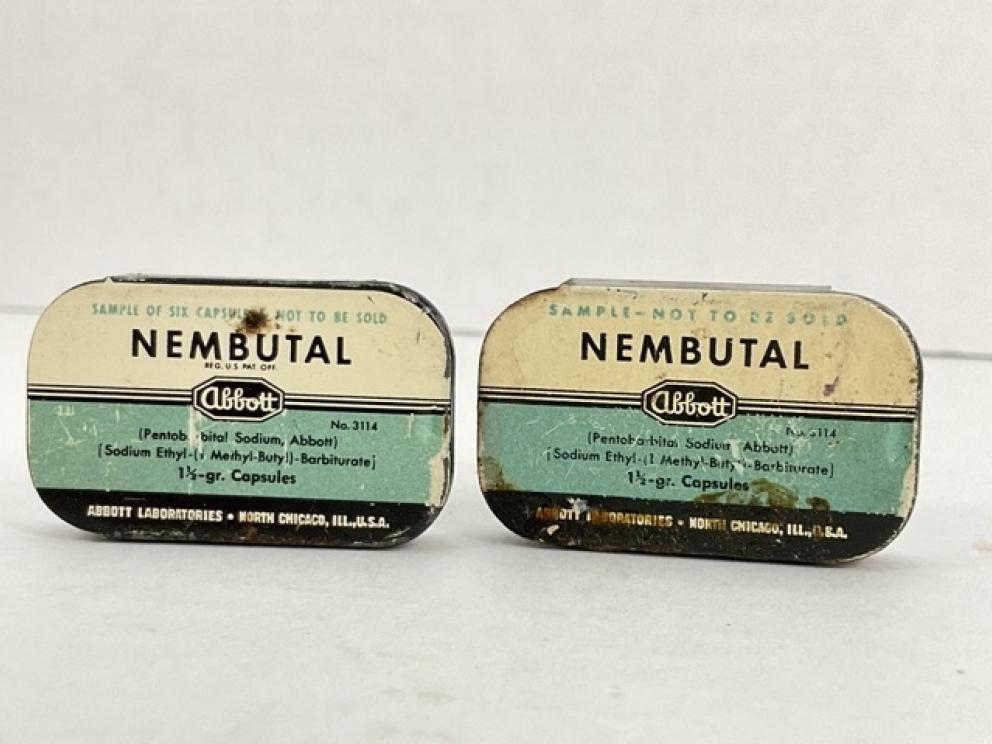 SAMPLE OF SIX NOT TO BE SOLD
NEMBUTAL
REG. U.S. PAT. OFF.
Abbott
No. 3114
(Pentobarbital Sodium, Abbott)
[Sodium Ethyl-(1 Methyl-Butyl)-Barbiturate]
1½-gr. Capsules
ABBOTT LABORATORIES • NORTH CHICAGO, ILL., U.S.A.
SAMPLE-NOT TO BE SOLD
NEMBUTAL
Abbott
(Pentobarbital Sodium Abbott)
[Sodium Ethyl-(1 Methyl-Butyl)-Barbiturate]
1½-gr. Capsules
ABBOTT LABORATORIES • NORTH CHICAGO, ILL., U.S.A.